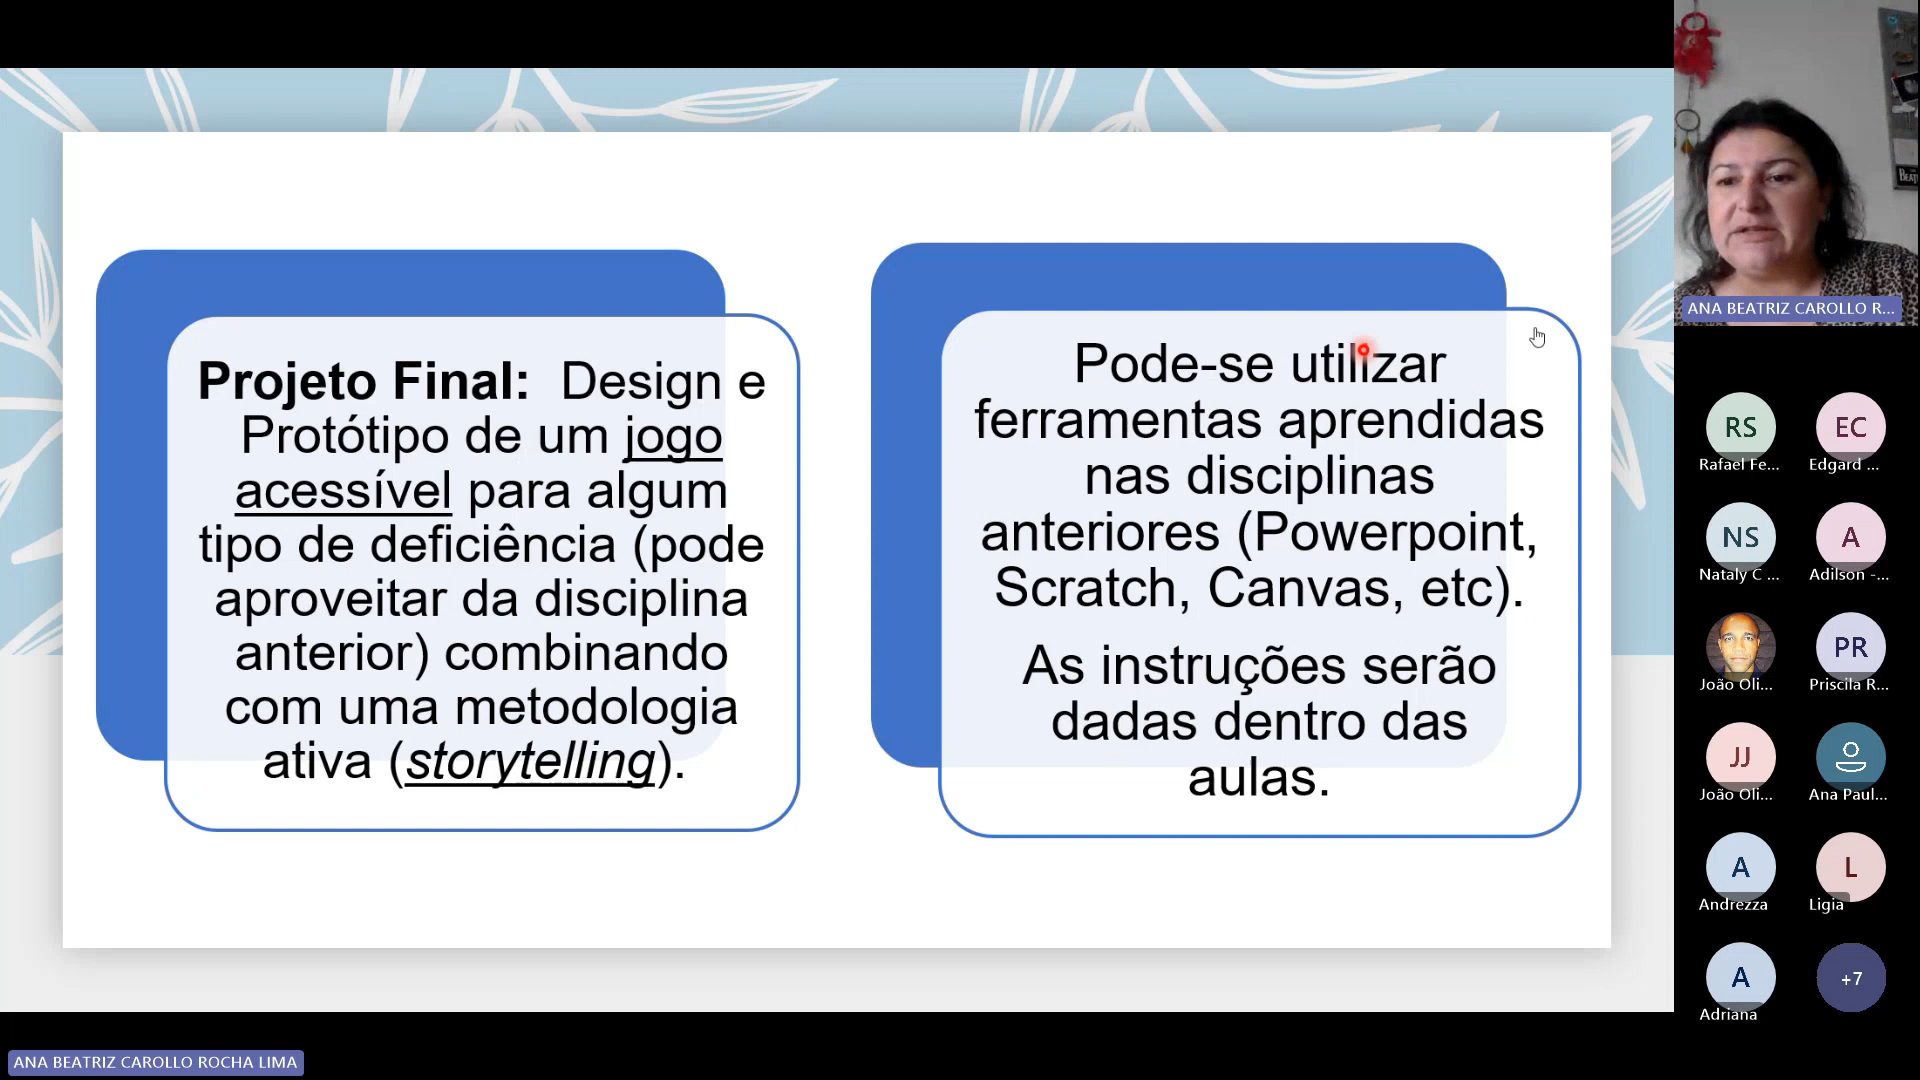 Projeto Final: Design e
Protótipo de um jogo
acessível para algum
tipo de deficiência (pode
aproveitar da disciplina
anterior) combinando
com uma metodologia
ativa (storytelling).
Pode-se utilizar
ferramentas aprendidas
nas disciplinas
anteriores (Powerpoint,
Scratch, Canvas, etc).
As instruções serão
dadas dentro das
aulas.
ANA BEATRIZ CAROLLO R...
RS
Rafael Fe...
EC
Edgard ...
NS
Nataly C ...
A
Adilson -...
João Oli...
PR
Priscila R...
JJ
João Oli...
Ana Paul...
A
Andrezza
L
Ligia
A
Adriana
+7
ANA BEATRIZ CAROLLO ROCHA LIMA